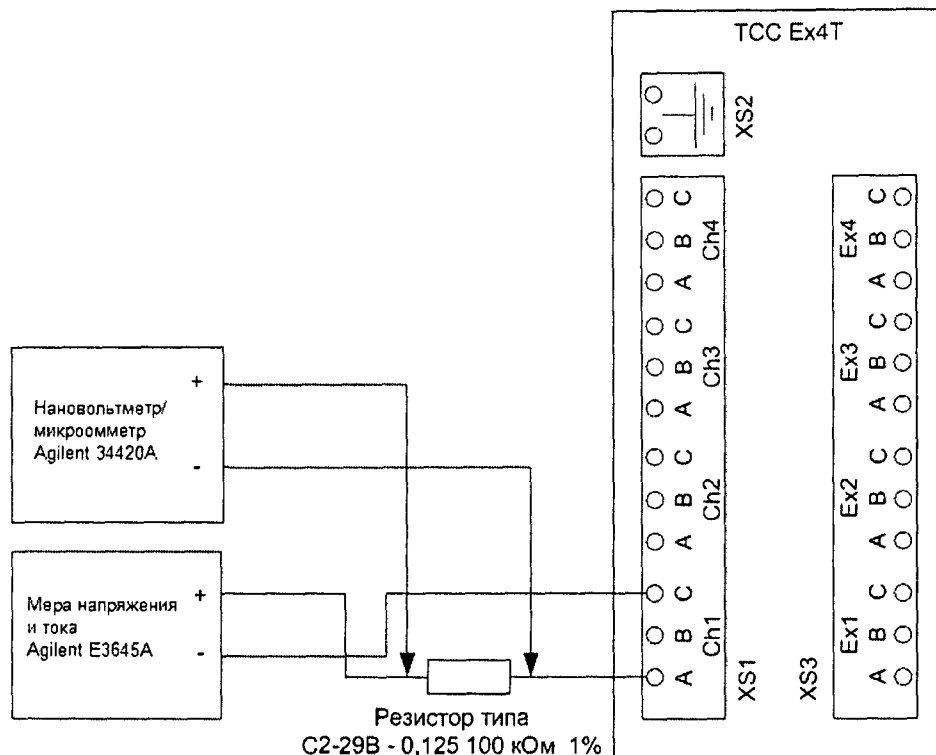 TCC Ex4T
XS2
C
B
A
Ch4
C
B
A
Ch3
C
B
A
Ch2
C
B
A
Ch1
XS1
C
B
A
Ex4
C
B
A
Ex3
C
B
A
Ex2
C
B
A
Ex1
XS3
+
Нановольтметр/
микроомметр
Agilent 34420A
-
+
Мера напряжения
и тока
Agilent E3645A
-
Резистор типа
С2-29В - 0,125 100 кОм 1%